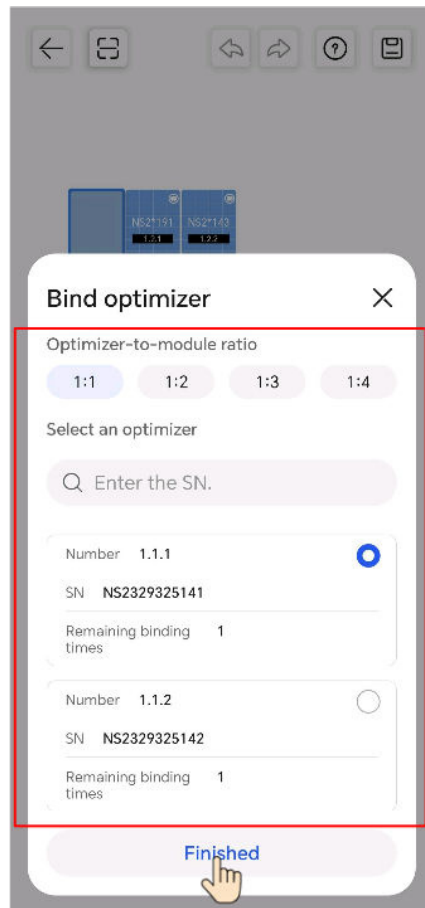 NS2*191 NS2*143
1.2.1 1.2.2
Bind optimizer
Optimizer-to-module ratio
1:1 1:2 1:3 1:4
Select an optimizer
Enter the SN.
Number 1.1.1
SN NS2329325141
Remaining binding 1
times
Number 1.1.2
SN NS2329325142
Remaining binding 1
times
Finished